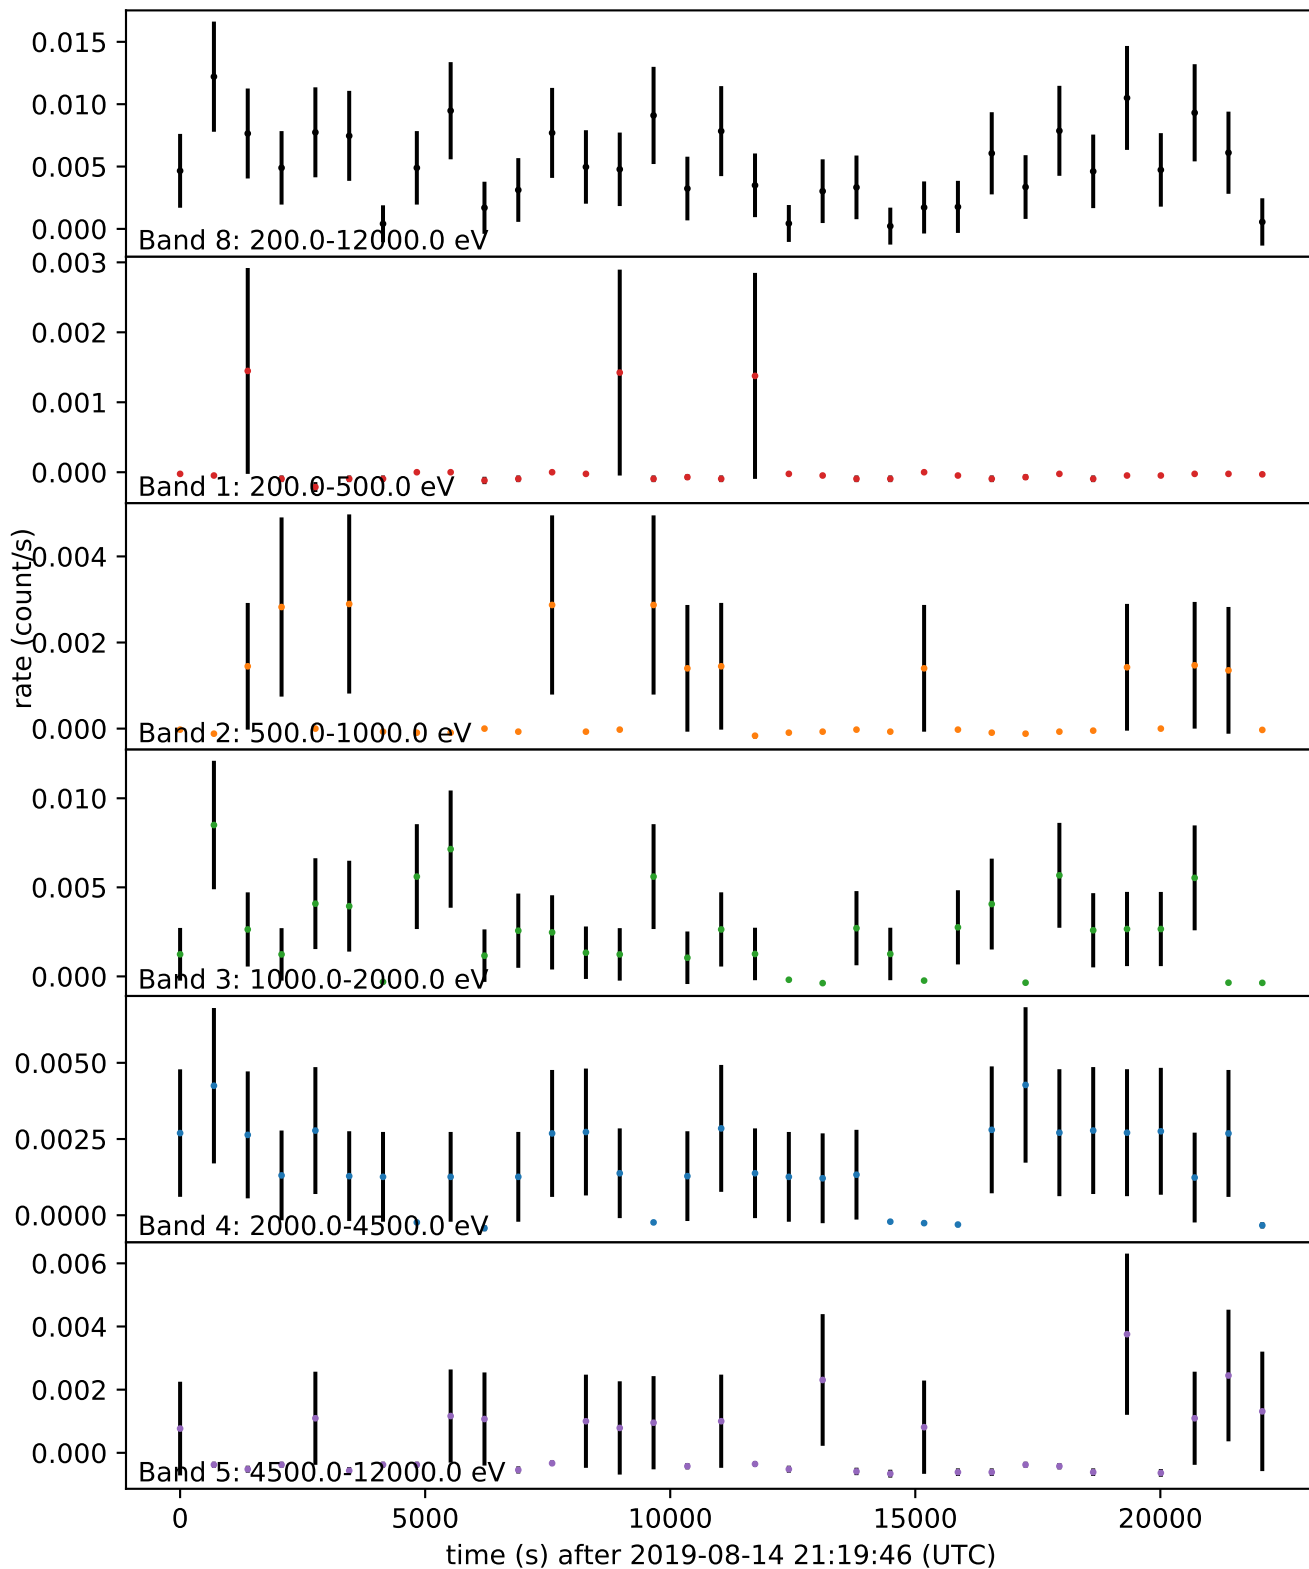 0.015
0.010
0.005
0.000
Band 8: 200.0-12000.0 eV
0.003
0.002
0.001
0.000
Band 1: 200.0-500.0 eV
rate (count/s)
0.004
0.002
0.000
Band 2: 500.0-1000.0 eV
0.010
0.005
0.000
Band 3: 1000.0-2000.0 eV
0.0050
0.0025
0.0000
Band 4: 2000.0-4500.0 eV
0.006
0.004
0.002
0.000
Band 5: 4500.0-12000.0 eV
0 5000 10000 15000 20000
time (s) after 2019-08-14 21:19:46 (UTC)